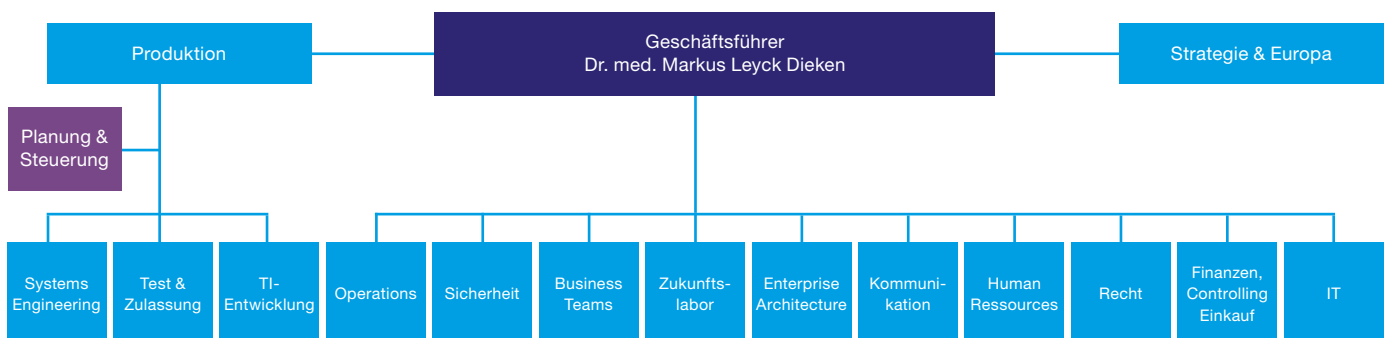 Produktion
Geschäftsführer
Dr. med. Markus Leyck Dieken
Strategie & Europa
Planung &
Steuerung
Systems
Engineering
Test &
Zulassung
TI-
Entwicklung
Operations
Sicherheit
Business
Teams
Zukunfts-
labor
Enterprise
Architecture
Kommuni-
kation
Human
Ressources
Recht
Finanzen,
Controlling
Einkauf
IT